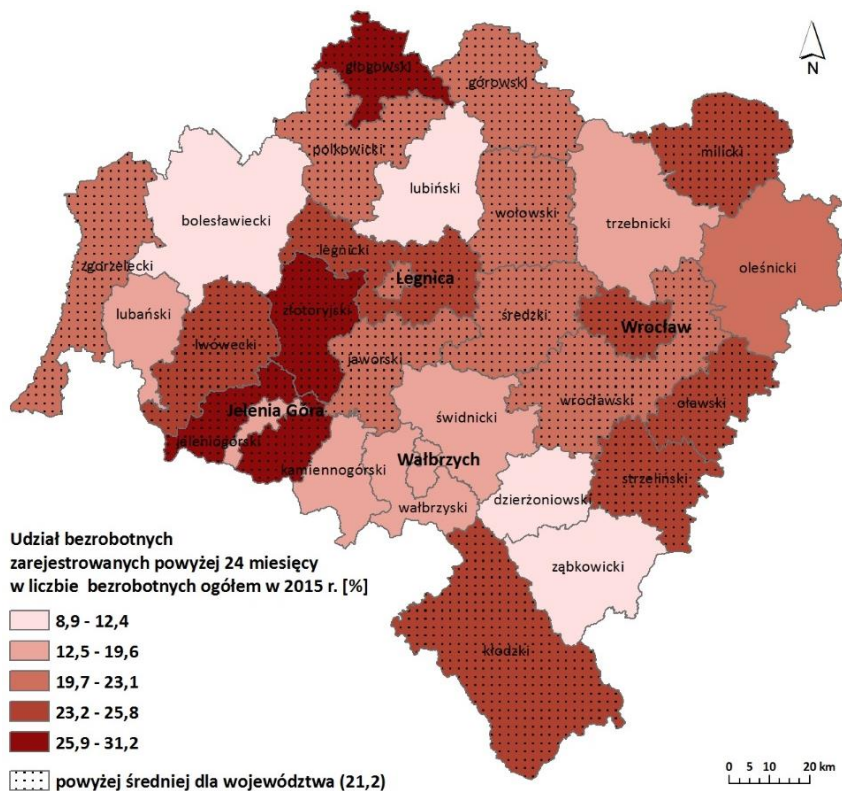 N
głogowski
górowski
polkowicki
milicki
lubiński
bolesławiecki
wołowski
trzebnicki
legnicki
zgorzelecki
oleśnicki
Legnica
lubański
złotoryjski
średzki
Wrocław
lwówecki
jaworski
wrocławski
oławski
Jelenia Góra
świdnicki
jeleniogórski
Wałbrzych
kamiennogórski
strzeliński
dzierżoniowski
wałbrzyski
ząbkowicki
kłodzki
Udział bezrobotnych
zarejestrowanych powyżej 24 miesięcy
w liczbie bezrobotnych ogółem w 2015 r. [%]
8,9 - 12,4
12,5 - 19,6
19,7 - 23,1
23,2 - 25,8
25,9 - 31,2
powyżej średniej dla województwa (21,2)
0 5 10 20 km